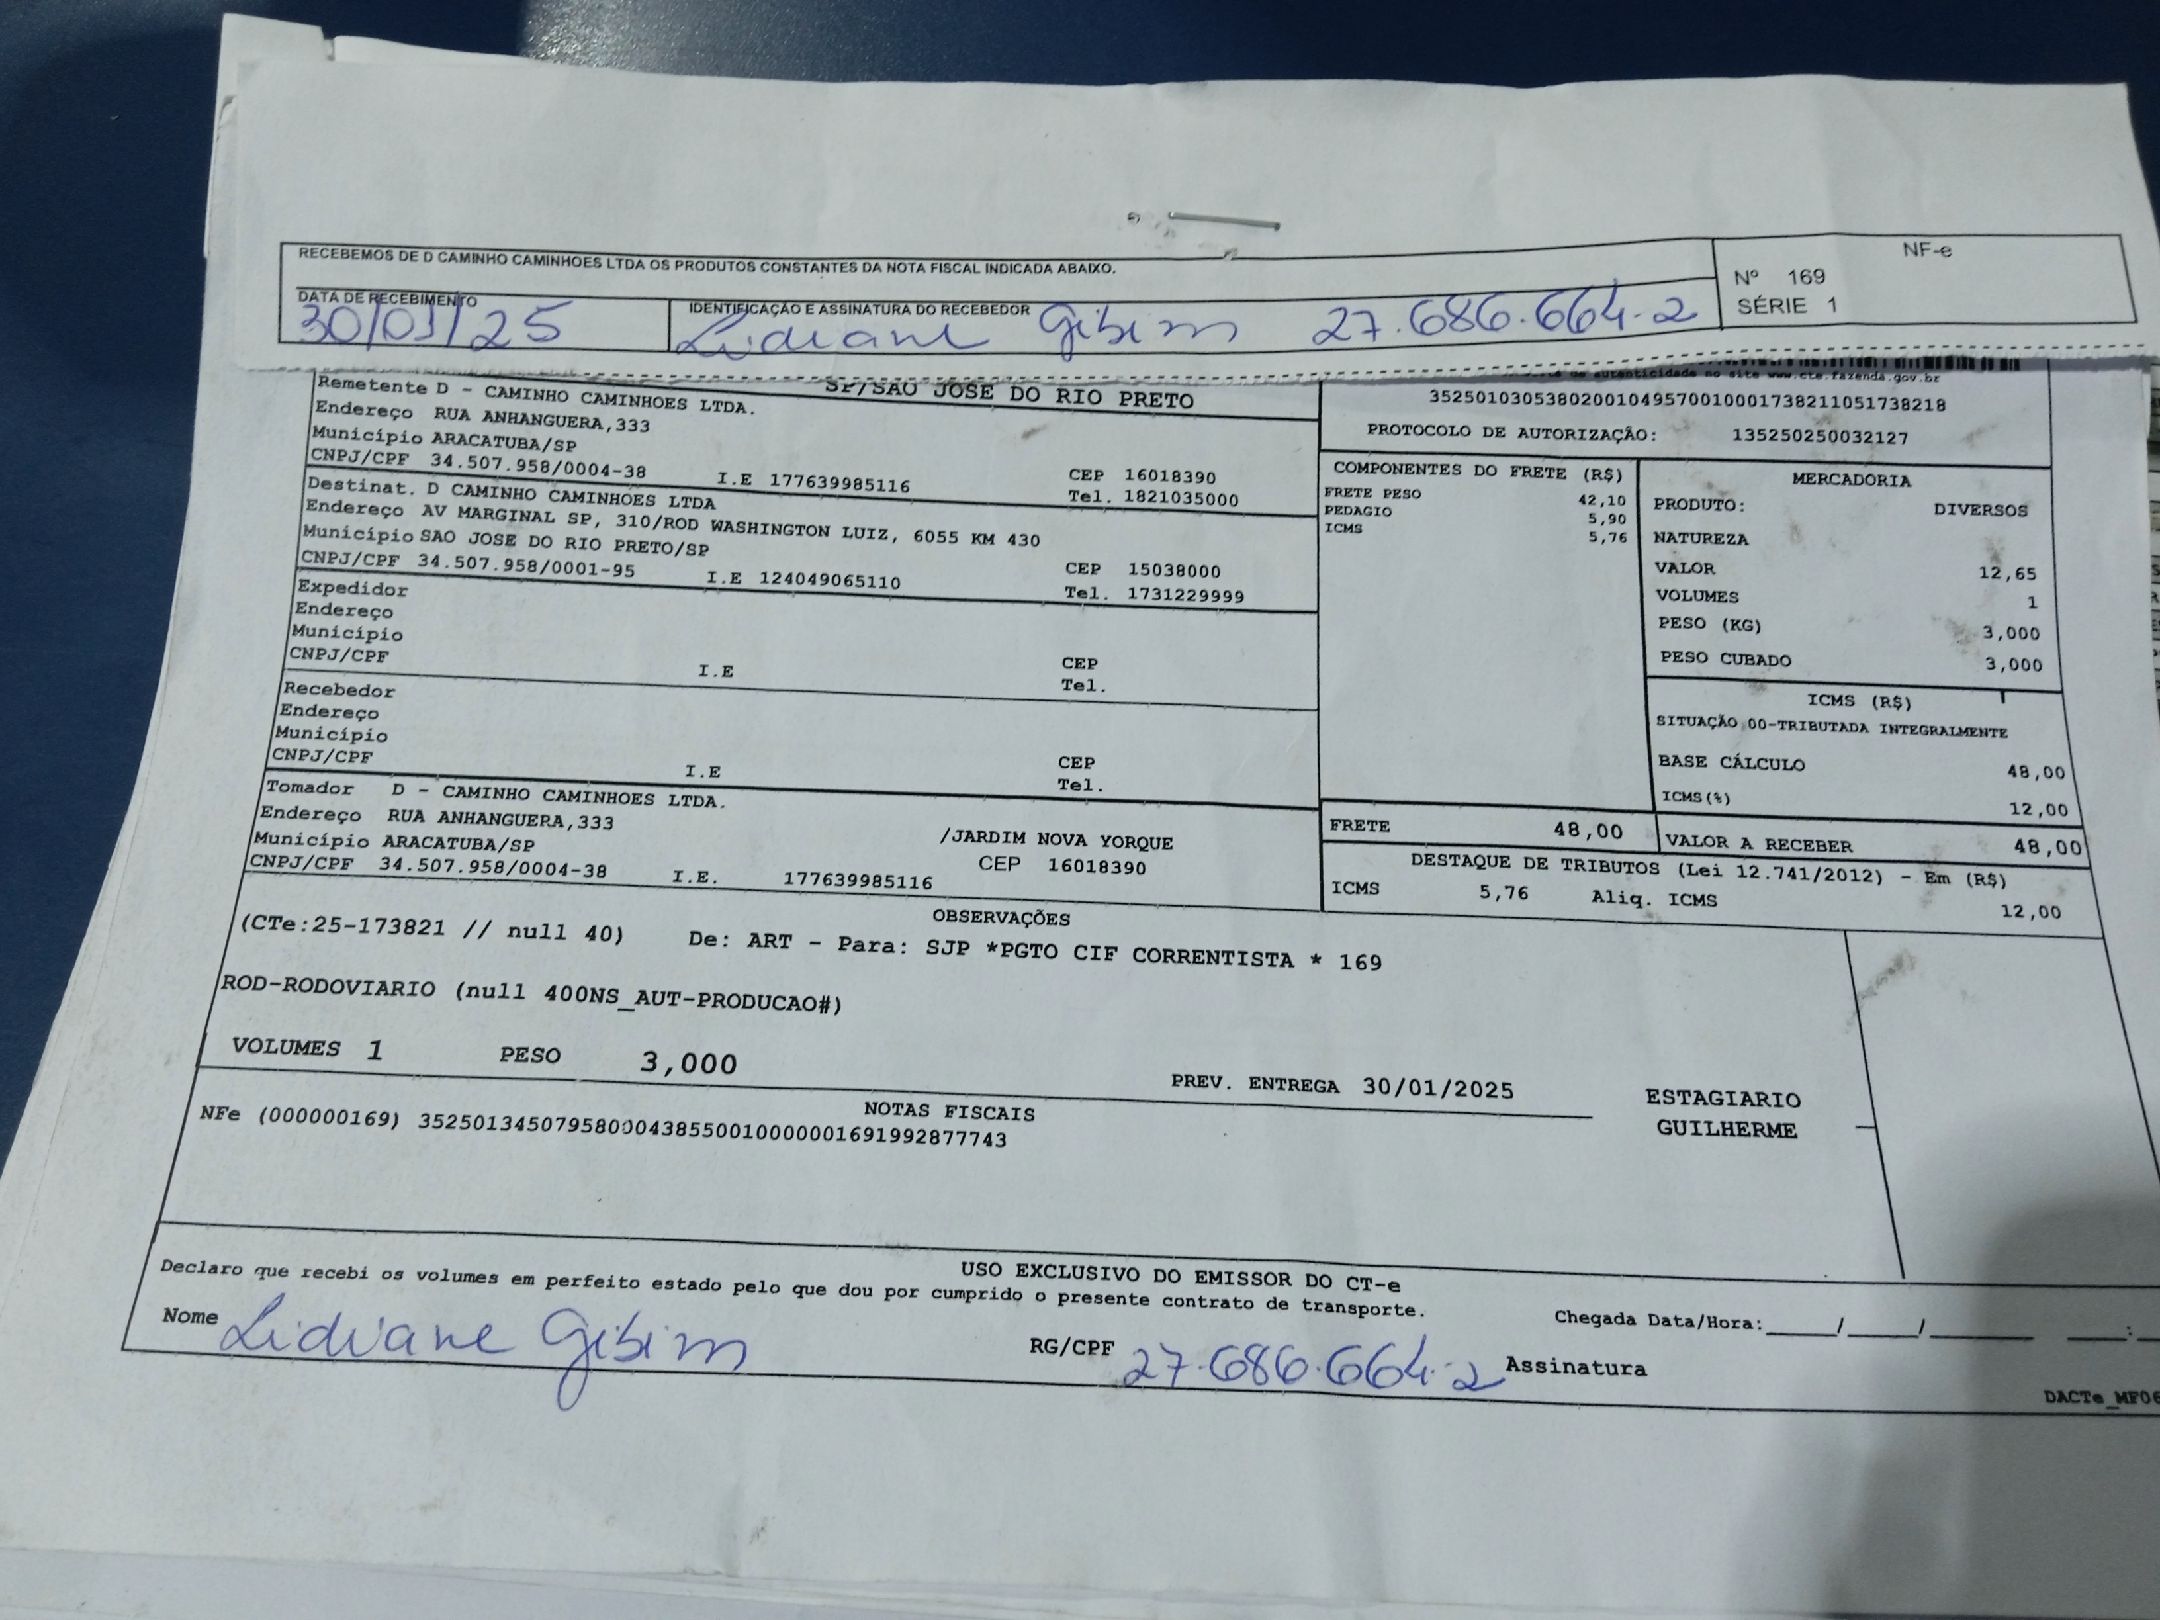 RECEBEMOS DE D CAMINHO CAMINHOES LTDA OS PRODUTOS CONSTANTES DA NOTA FISCAL INDICADA ABAIXO.
NF-e
Nº 169
SÉRIE 1
DATA DE RECEBIMENTO
30/01/25
IDENTIFICAÇÃO E ASSINATURA DO RECEBEDOR
Lidiane Gibim 27.686.664-2
de autenticidade no site www.cte.fazenda.gov.br
SP/SAO JOSE DO RIO PRETO
35250103053802001049570010001738211051738218
PROTOCOLO DE AUTORIZAÇÃO: 135250250032127
Remetente D - CAMINHO CAMINHOES LTDA.
Endereço RUA ANHANGUERA,333
Município ARACATUBA/SP
CNPJ/CPF 34.507.958/0004-38 I.E 177639985116 CEP 16018390
Tel. 1821035000
Destinat. D CAMINHO CAMINHOES LTDA
Endereço AV MARGINAL SP, 310/ROD WASHINGTON LUIZ, 6055 KM 430
Município SAO JOSE DO RIO PRETO/SP
CNPJ/CPF 34.507.958/0001-95 I.E 124049065110 CEP 15038000
Tel. 1731229999
Expedidor
Endereço
Município
CNPJ/CPF I.E CEP
Tel.
Recebedor
Endereço
Município
CNPJ/CPF I.E CEP
Tel.
Tomador D - CAMINHO CAMINHOES LTDA.
Endereço RUA ANHANGUERA,333 /JARDIM NOVA YORQUE
Município ARACATUBA/SP CEP 16018390
CNPJ/CPF 34.507.958/0004-38 I.E. 177639985116
COMPONENTES DO FRETE (R$)
FRETE PESO 42,10
PEDAGIO 5,90
ICMS 5,76
MERCADORIA
PRODUTO: DIVERSOS
NATUREZA
VALOR 12,65
VOLUMES 1
PESO (KG) 3,000
PESO CUBADO 3,000
ICMS (R$)
SITUAÇÃO 00-TRIBUTADA INTEGRALMENTE
BASE CÁLCULO 48,00
ICMS(%) 12,00
FRETE 48,00
VALOR A RECEBER 48,00
DESTAQUE DE TRIBUTOS (Lei 12.741/2012) - Em (R$)
ICMS 5,76 Aliq. ICMS 12,00
OBSERVAÇÕES
(CTe:25-173821 // null 40) De: ART - Para: SJP *PGTO CIF CORRENTISTA * 169
ROD-RODOVIARIO (null 400NS_AUT-PRODUCAO#)
VOLUMES 1 PESO 3,000
PREV. ENTREGA 30/01/2025
ESTAGIARIO
GUILHERME
NOTAS FISCAIS
NFe (000000169) 35250134507958000438550010000001691992877743
USO EXCLUSIVO DO EMISSOR DO CT-e
Declaro que recebi os volumes em perfeito estado pelo que dou por cumprido o presente contrato de transporte.
Chegada Data/Hora:____/____/______ ___:
Nome Lidiane Gibim RG/CPF 27.686.664-2 Assinatura
DACTe_MF06